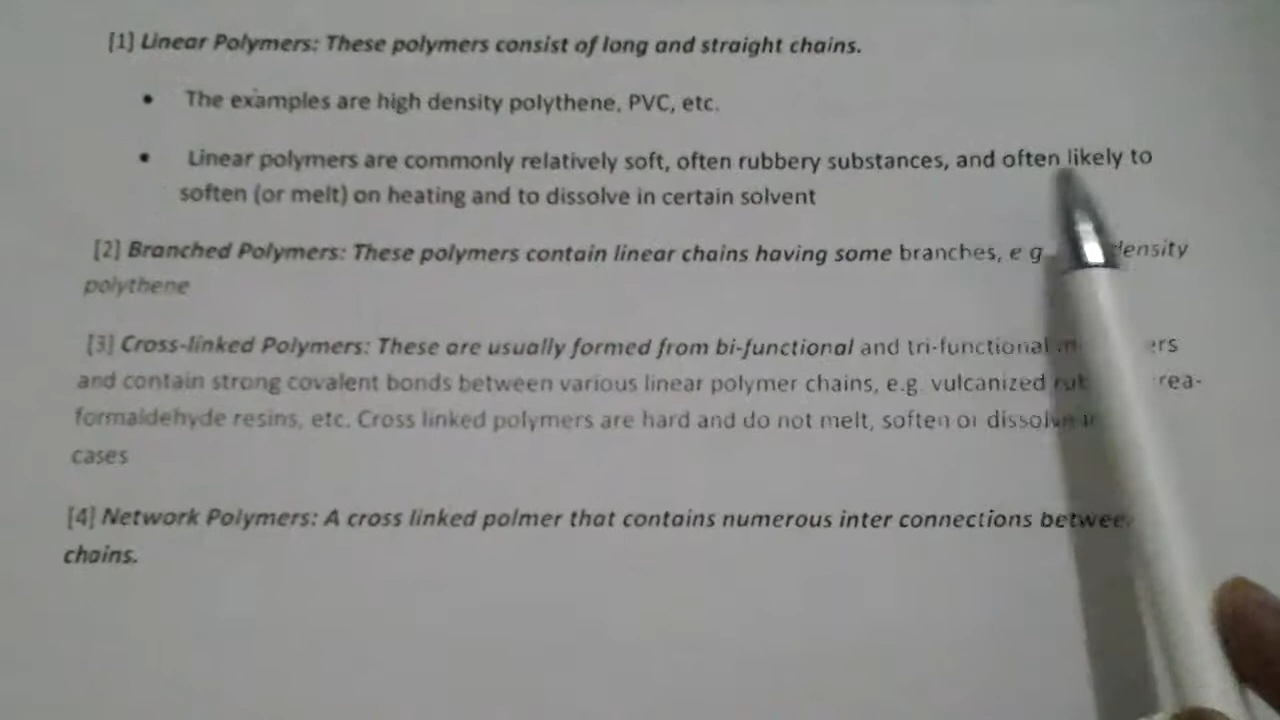 [1] Linear Polymers: These polymers consist of long and straight chains.
• The examples are high density polythene, PVC, etc.
• Linear polymers are commonly relatively soft, often rubbery substances, and often likely to
soften (or melt) on heating and to dissolve in certain solvent
[2] Branched Polymers: These polymers contain linear chains having some branches, e g density
polythene
[3] Cross-linked Polymers: These are usually formed from bi-functional and tri-functional
and contain strong covalent bonds between various linear polymer chains, e.g. vulcanized
formaldehyde resins, etc. Cross linked polymers are hard and do not melt, soften or dissolve
cases
[4] Network Polymers: A cross linked polmer that contains numerous inter connections between
chains.